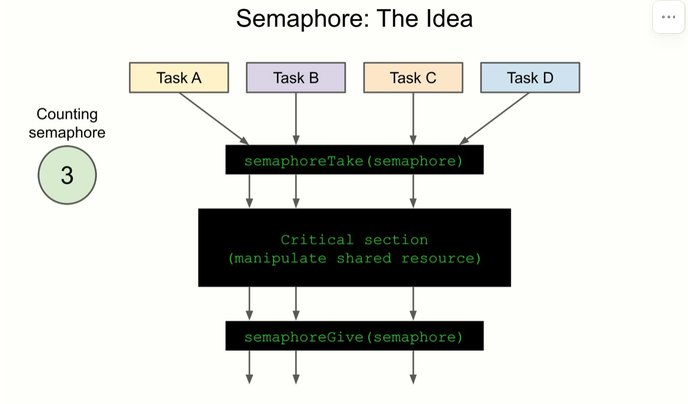 Semaphore: The Idea
Task A
Task B
Task C
Task D
Counting
semaphore
3
semaphoreTake(semaphore)
Critical section
(manipulate shared resource)
semaphoreGive(semaphore)